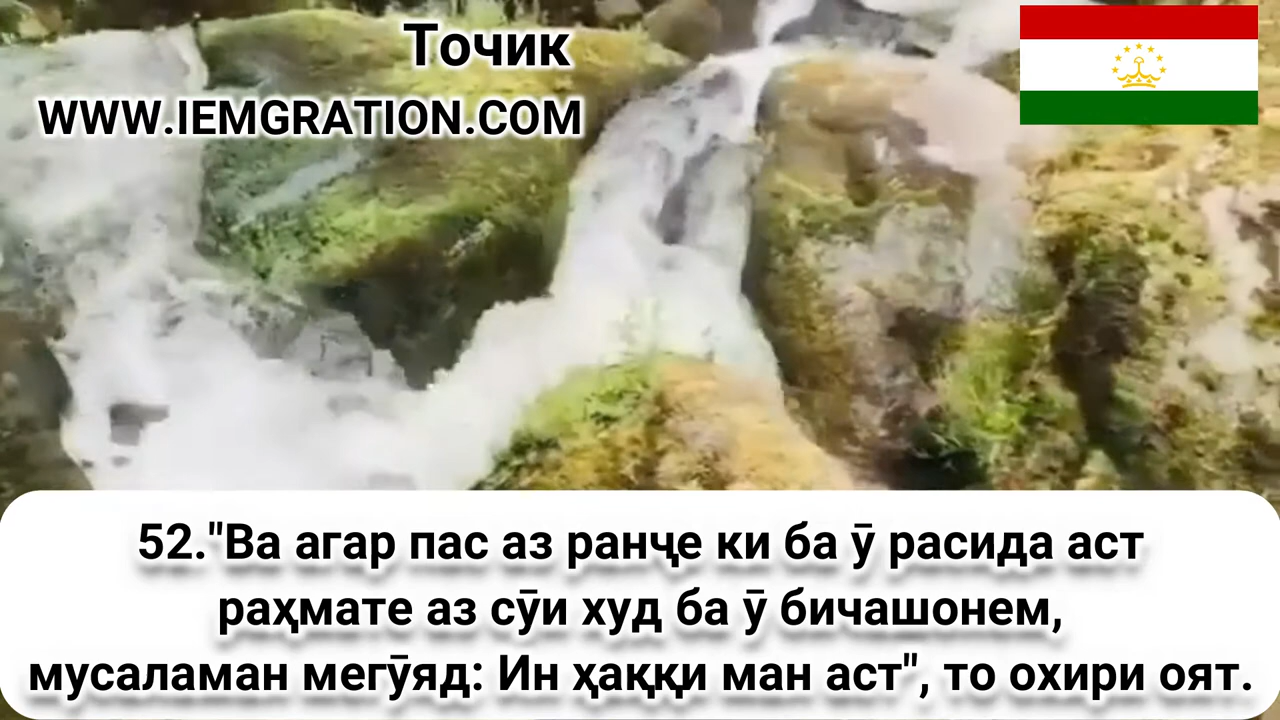 Точик
WWW.IEMGRATION.COM
52."Ва агар пас аз ранҷе ки ба ӯ расида аст
раҳмате аз сӯи худ ба ӯ бичашонем,
мусаламан мегӯяд: Ин ҳаққи ман аст", то охири оят.